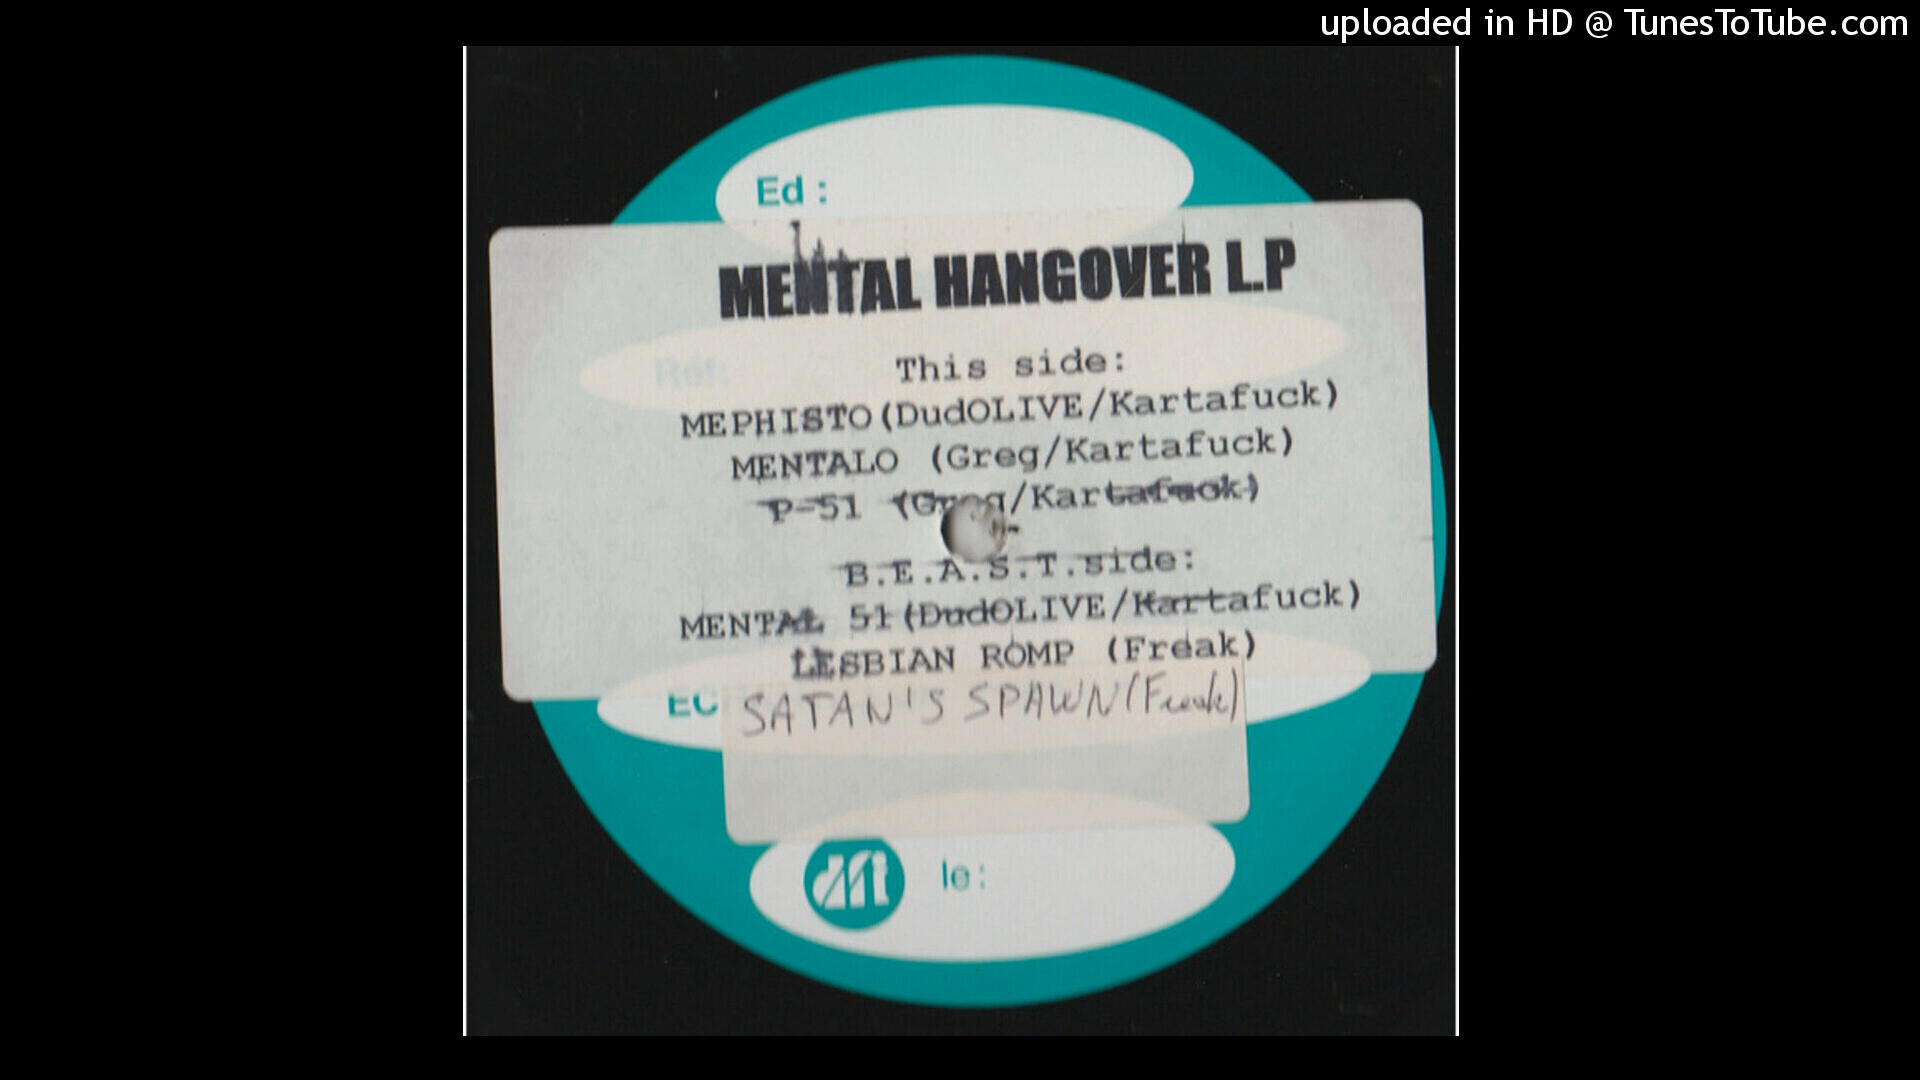 uploaded in HD @ TunesToTube.com
Ed :
MENTAL HANGOVER L.P
Réf:
This side:
MEPHISTO(DudOLIVE/Kartafuck)
MENTALO (Greg/Kartafuck)
P-51 (Greg/Kartafuck)
B.E.A.S.T.side:
MENTAL 51(DudOLIVE/Kartafuck)
LESBIAN ROMP (Freak)
EC
SATAN'S SPAWN(Freak)
Mfi
le: